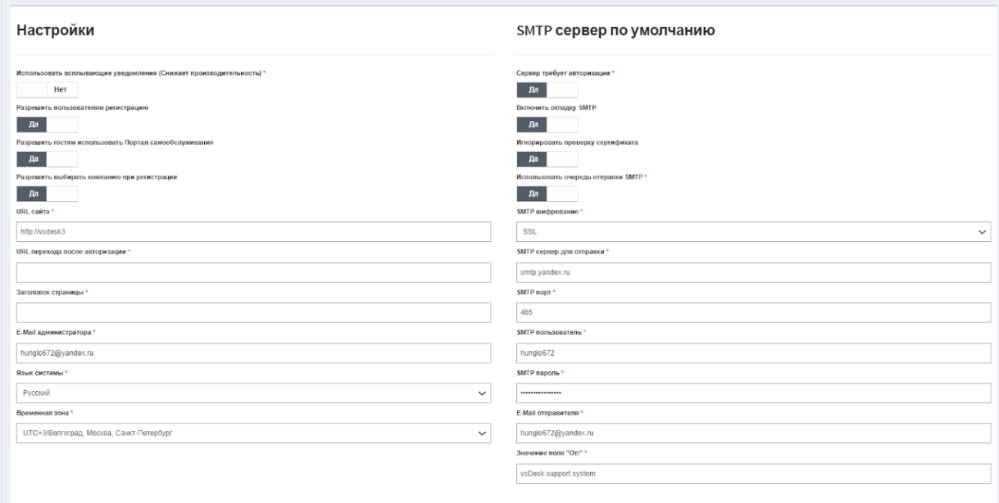 Настройки
Использовать всплывающие уведомления (Снижает производительность) *
Нет
Разрешить пользователям регистрацию
Да
Разрешить гостям использовать Портал самообслуживания
Да
Разрешить выбирать компанию при регистрации
Да
URL сайта *
http://vsdesk3
URL перехода после авторизации *
Заголовок страницы *
E-Mail администратора *
hunglo672@yandex.ru
Язык системы *
Русский
Временная зона *
UTC+3/Волгоград, Москва, Санкт-Петербург
SMTP сервер по умолчанию
Сервер требует авторизации *
Да
Включить отладку SMTP
Да
Игнорировать проверку сертификата
Да
Использовать очередь отправки SMTP *
Да
SMTP шифрование *
SSL
SMTP сервер для отправки *
smtp.yandex.ru
SMTP порт *
465
SMTP пользователь *
hunglo672
SMTP пароль *
••••••••••••••••
E-Mail отправителя *
hunglo672@yandex.ru
Значение поля "От:" *
vsDesk support system